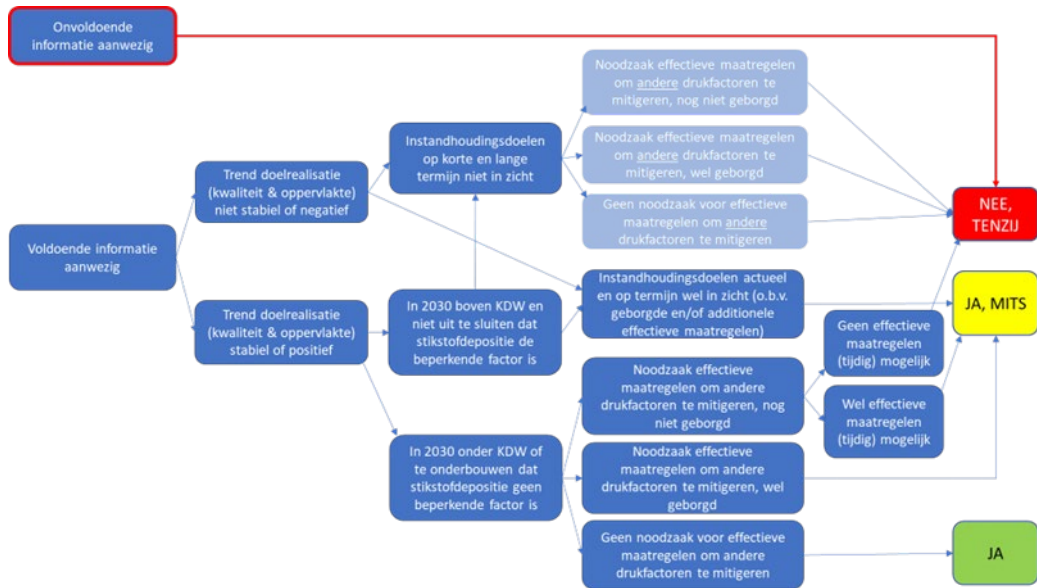 Onvoldoende
informatie aanwezig
Voldoende informatie
aanwezig
Trend doelrealisatie
(kwaliteit & oppervlakte)
niet stabiel of negatief
Trend doelrealisatie
(kwaliteit & oppervlakte)
stabiel of positief
Instandhoudingsdoelen
op korte en lange
termijn niet in zicht
In 2030 boven KDW en
niet uit te sluiten dat
stikstofdepositie de
beperkende factor is
In 2030 onder KDW of
te onderbouwen dat
stikstofdepositie geen
beperkende factor is
Noodzaak effectieve maatregelen
om andere drukfactoren te
mitigeren, nog niet geborgd
Noodzaak effectieve maatregelen
om andere drukfactoren te
mitigeren, wel geborgd
Geen noodzaak voor effectieve
maatregelen om andere
drukfactoren te mitigeren
Instandhoudingsdoelen actueel
en op termijn wel in zicht (o.b.v.
geborgde en/of additionele
effectieve maatregelen)
Noodzaak effectieve
maatregelen om andere
drukfactoren te mitigeren, nog
niet geborgd
Noodzaak effectieve
maatregelen om andere
drukfactoren te mitigeren, wel
geborgd
Geen noodzaak voor effectieve
maatregelen om andere
drukfactoren te mitigeren
Geen effectieve
maatregelen
(tijdig) mogelijk
Wel effectieve
maatregelen
(tijdig) mogelijk
NEE,
TENZIJ
JA, MITS
JA